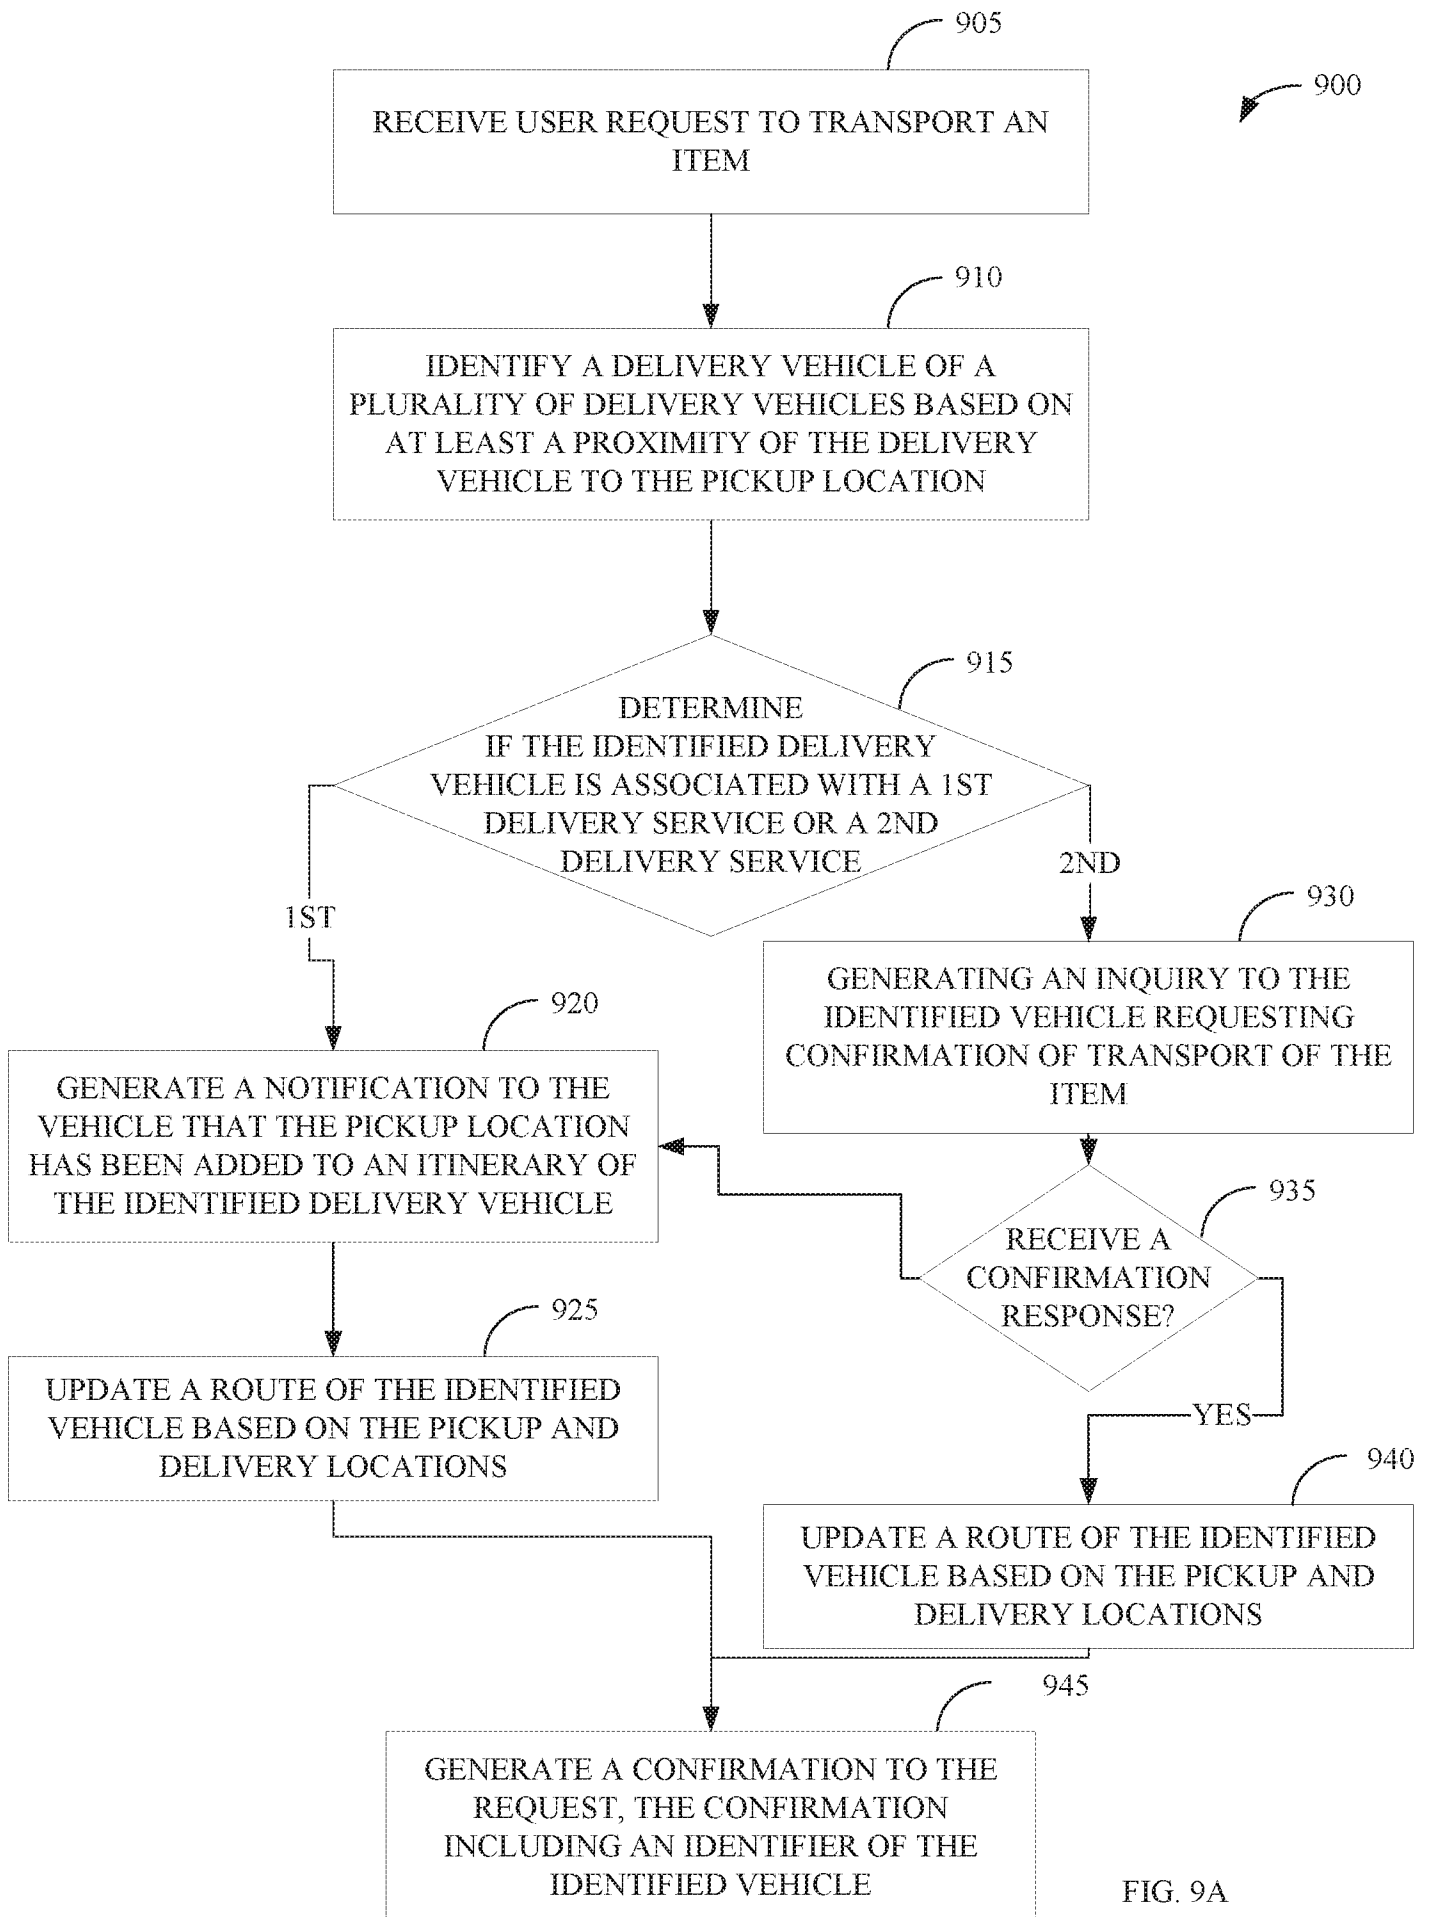 905
900
RECEIVE USER REQUEST TO TRANSPORT AN
ITEM
910
IDENTIFY A DELIVERY VEHICLE OF A
PLURALITY OF DELIVERY VEHICLES BASED ON
AT LEAST A PROXIMITY OF THE DELIVERY
VEHICLE TO THE PICKUP LOCATION
915
DETERMINE
IF THE IDENTIFIED DELIVERY
VEHICLE IS ASSOCIATED WITH A 1ST
DELIVERY SERVICE OR A 2ND
DELIVERY SERVICE
1ST
2ND
930
GENERATING AN INQUIRY TO THE
IDENTIFIED VEHICLE REQUESTING
CONFIRMATION OF TRANSPORT OF THE
ITEM
920
GENERATE A NOTIFICATION TO THE
VEHICLE THAT THE PICKUP LOCATION
HAS BEEN ADDED TO AN ITINERARY OF
THE IDENTIFIED DELIVERY VEHICLE
935
RECEIVE A
CONFIRMATION
RESPONSE?
YES
925
UPDATE A ROUTE OF THE IDENTIFIED
VEHICLE BASED ON THE PICKUP AND
DELIVERY LOCATIONS
940
UPDATE A ROUTE OF THE IDENTIFIED
VEHICLE BASED ON THE PICKUP AND
DELIVERY LOCATIONS
945
GENERATE A CONFIRMATION TO THE
REQUEST, THE CONFIRMATION
INCLUDING AN IDENTIFIER OF THE
IDENTIFIED VEHICLE
FIG. 9A